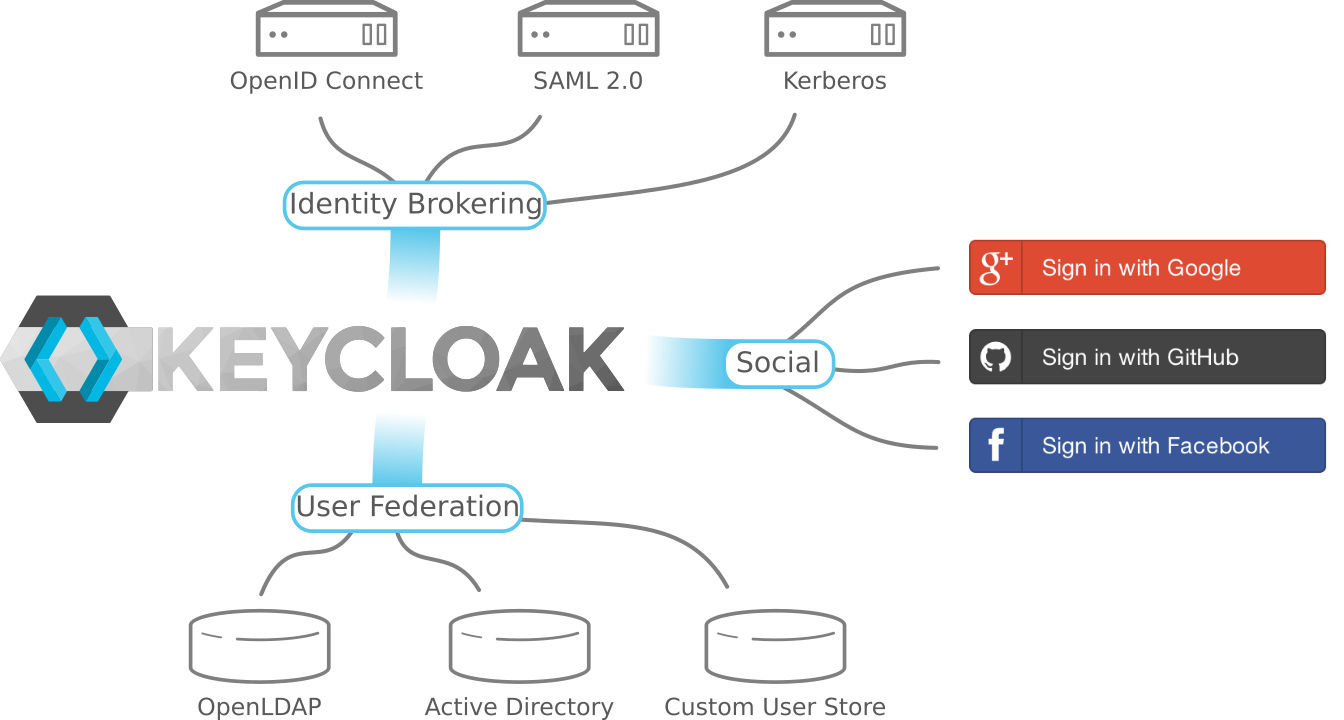 OpenID Connect
SAML 2.0
Kerberos
Identity Brokering
g+ Sign in with Google
KEYCLOAK
Social
Sign in with GitHub
f Sign in with Facebook
User Federation
OpenLDAP
Active Directory
Custom User Store